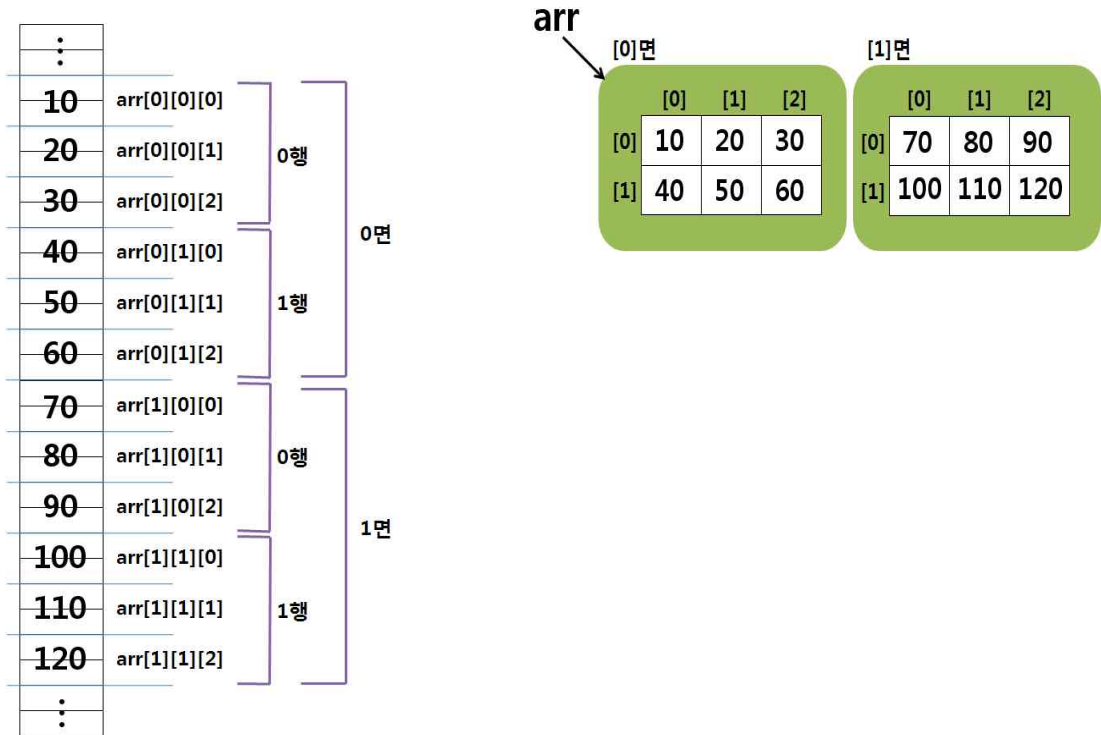 ⋮
10 arr[0][0][0]
20 arr[0][0][1]
30 arr[0][0][2]
0행
40 arr[0][1][0]
50 arr[0][1][1]
60 arr[0][1][2]
1행
0면
70 arr[1][0][0]
80 arr[1][0][1]
90 arr[1][0][2]
0행
100 arr[1][1][0]
110 arr[1][1][1]
120 arr[1][1][2]
1행
1면
⋮
arr
[0]면
[0] [1] [2]
[0] 10 20 30
[1] 40 50 60
[1]면
[0] [1] [2]
[0] 70 80 90
[1] 100 110 120